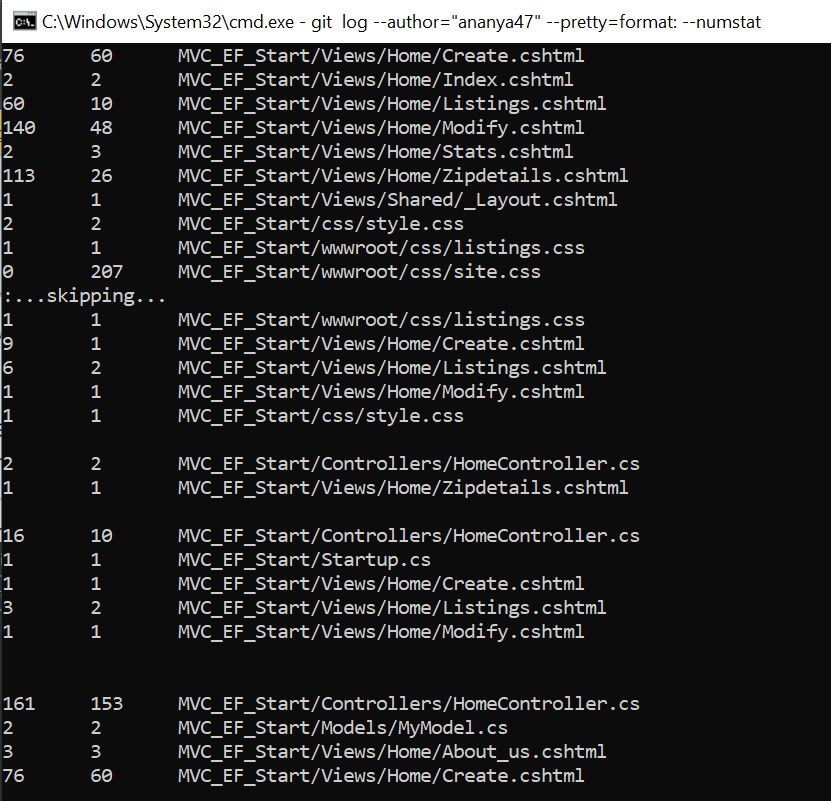 C:\Windows\System32\cmd.exe - git  log --author="ananya47" --pretty=format: --numstat
76 60 MVC_EF_Start/Views/Home/Create.cshtml
2 2 MVC_EF_Start/Views/Home/Index.cshtml
60 10 MVC_EF_Start/Views/Home/Listings.cshtml
140 48 MVC_EF_Start/Views/Home/Modify.cshtml
2 3 MVC_EF_Start/Views/Home/Stats.cshtml
113 26 MVC_EF_Start/Views/Home/Zipdetails.cshtml
1 1 MVC_EF_Start/Views/Shared/_Layout.cshtml
2 2 MVC_EF_Start/css/style.css
1 1 MVC_EF_Start/wwwroot/css/listings.css
0 207 MVC_EF_Start/wwwroot/css/site.css
:...skipping...
1 1 MVC_EF_Start/wwwroot/css/listings.css
9 1 MVC_EF_Start/Views/Home/Create.cshtml
6 2 MVC_EF_Start/Views/Home/Listings.cshtml
1 1 MVC_EF_Start/Views/Home/Modify.cshtml
1 1 MVC_EF_Start/css/style.css
2 2 MVC_EF_Start/Controllers/HomeController.cs
1 1 MVC_EF_Start/Views/Home/Zipdetails.cshtml
16 10 MVC_EF_Start/Controllers/HomeController.cs
1 1 MVC_EF_Start/Startup.cs
1 1 MVC_EF_Start/Views/Home/Create.cshtml
3 2 MVC_EF_Start/Views/Home/Listings.cshtml
1 1 MVC_EF_Start/Views/Home/Modify.cshtml
161 153 MVC_EF_Start/Controllers/HomeController.cs
2 2 MVC_EF_Start/Models/MyModel.cs
3 3 MVC_EF_Start/Views/Home/About_us.cshtml
76 60 MVC_EF_Start/Views/Home/Create.cshtml